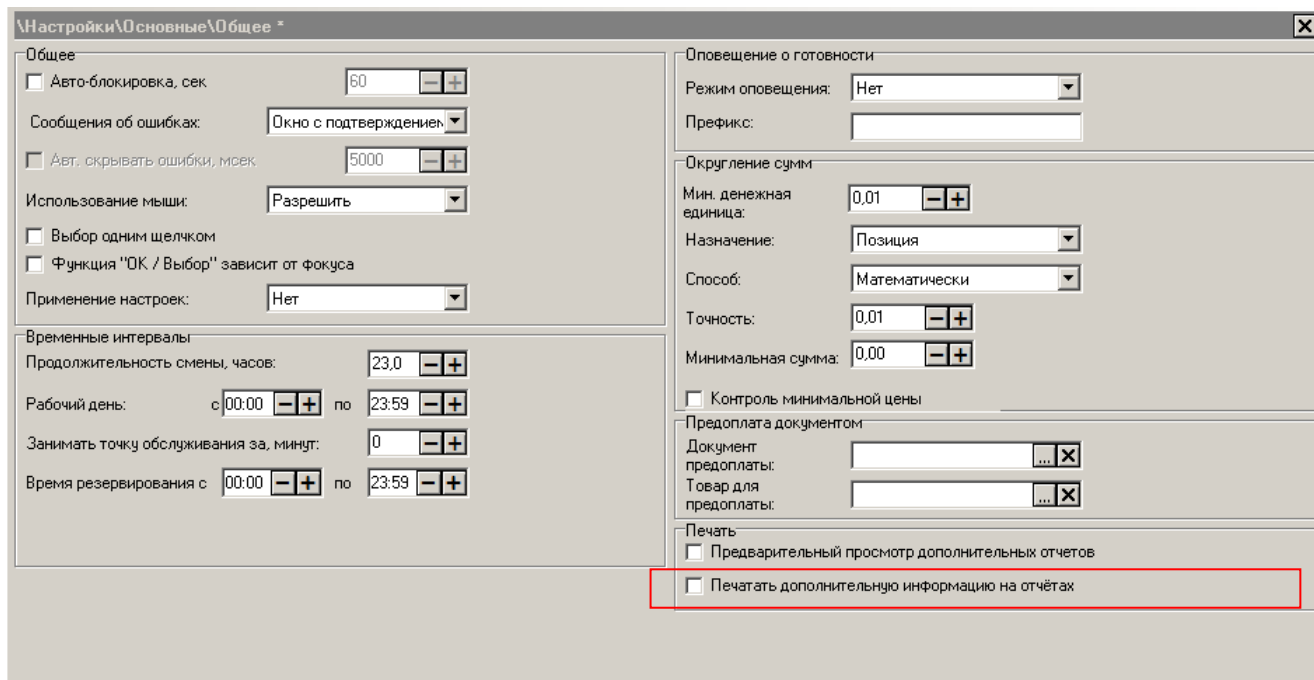 \Настройки\Основные\Общее *
Общее
Авто-блокировка, сек 60
Сообщения об ошибках: Окно с подтверждением
Авт. скрывать ошибки, мсек 5000
Использование мыши: Разрешить
Выбор одним щелчком
Функция "ОК / Выбор" зависит от фокуса
Применение настроек: Нет
Временные интервалы
Продолжительность смены, часов: 23,0
Рабочий день: с 00:00 по 23:59
Занимать точку обслуживания за, минут: 0
Время резервирования с 00:00 по 23:59
Оповещение о готовности
Режим оповещения: Нет
Префикс:
Округление сумм
Мин. денежная
единица: 0,01
Назначение: Позиция
Способ: Математически
Точность: 0,01
Минимальная сумма: 0,00
Контроль минимальной цены
Предоплата документом
Документ
предоплаты: ...
Товар для
предоплаты: ...
Печать
Предварительный просмотр дополнительных отчетов
Печатать дополнительную информацию на отчётах